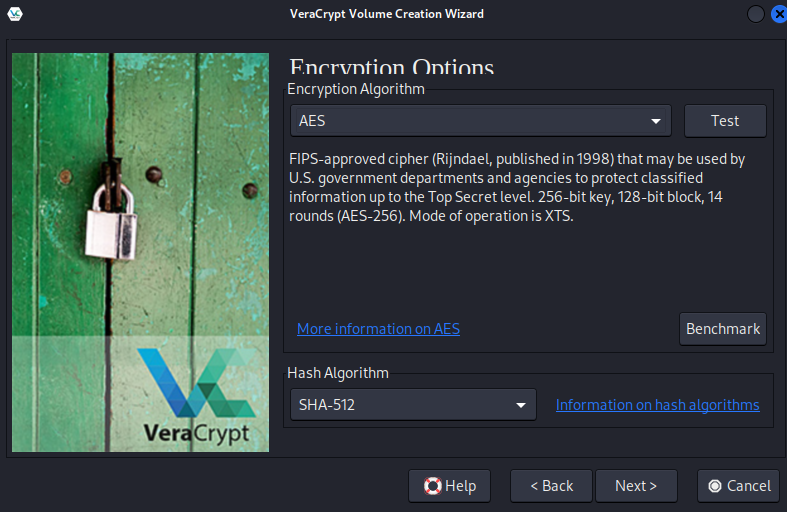 VeraCrypt Volume Creation Wizard
Encryption Options
Encryption Algorithm
AES
Test
FIPS-approved cipher (Rijndael, published in 1998) that may be used by
U.S. government departments and agencies to protect classified
information up to the Top Secret level. 256-bit key, 128-bit block, 14
rounds (AES-256). Mode of operation is XTS.
More information on AES
Benchmark
Hash Algorithm
SHA-512
Information on hash algorithms
VeraCrypt
Help
< Back
Next >
Cancel